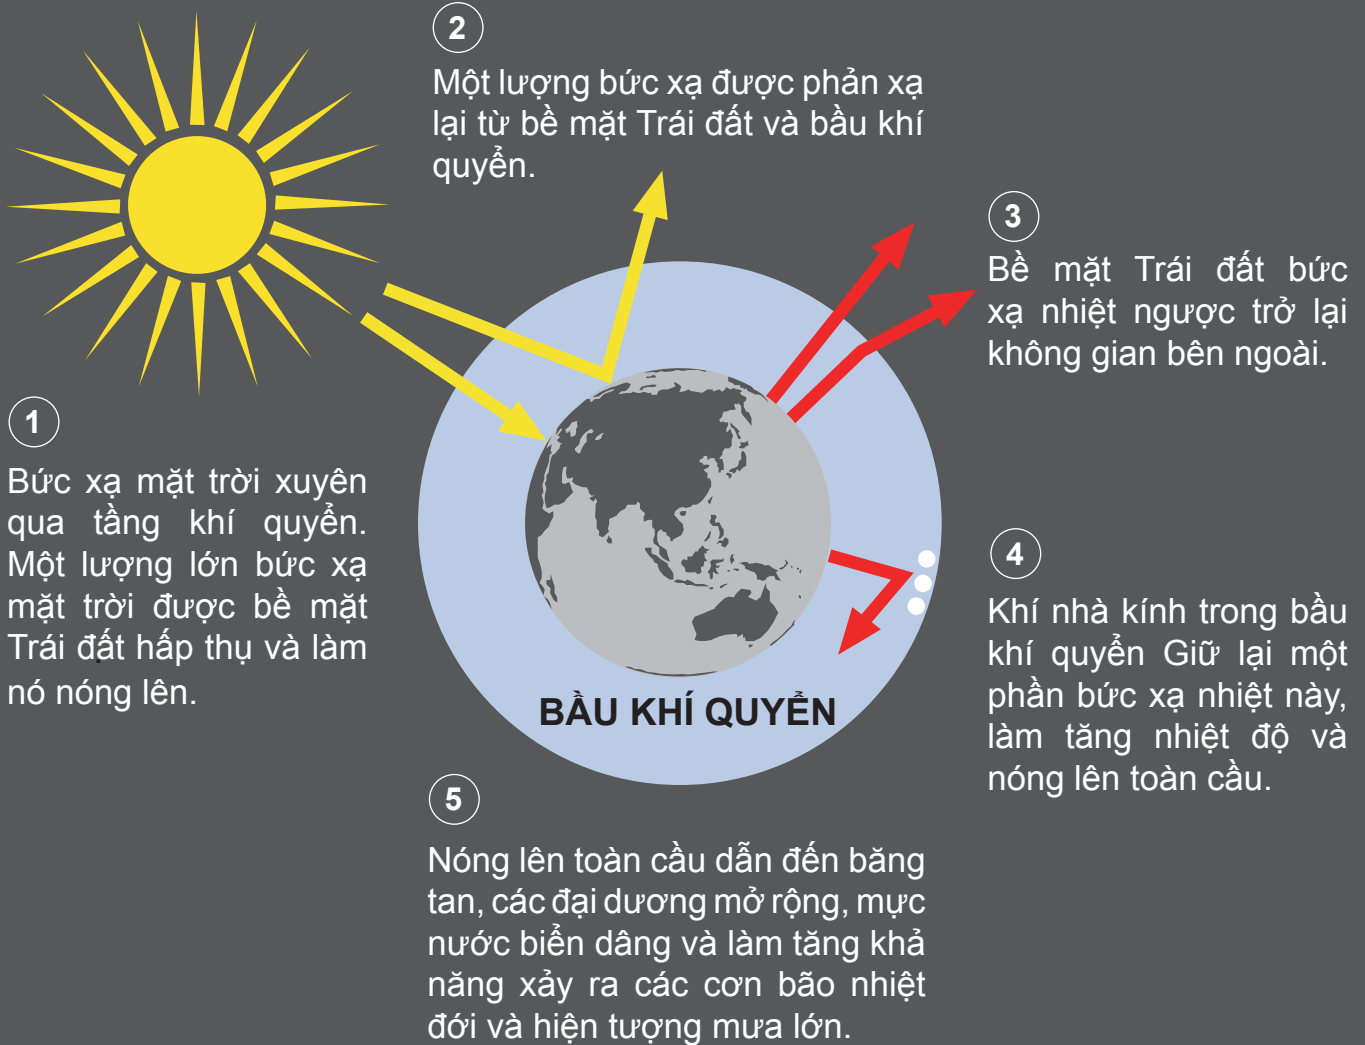 2
Một lượng bức xạ được phản xạ
lại từ bề mặt Trái đất và bầu khí
quyển.
3
Bề mặt Trái đất bức
xạ nhiệt ngược trở lại
không gian bên ngoài.
1
Bức xạ mặt trời xuyên
qua tầng khí quyển.
Một lượng lớn bức xạ
mặt trời được bề mặt
Trái đất hấp thụ và làm
nó nóng lên.
4
Khí nhà kính trong bầu
khí quyển Giữ lại một
phần bức xạ nhiệt này,
làm tăng nhiệt độ và
nóng lên toàn cầu.
BẦU KHÍ QUYỂN
5
Nóng lên toàn cầu dẫn đến băng
tan, các đại dương mở rộng, mực
nước biển dâng và làm tăng khả
năng xảy ra các cơn bão nhiệt
đới và hiện tượng mưa lớn.